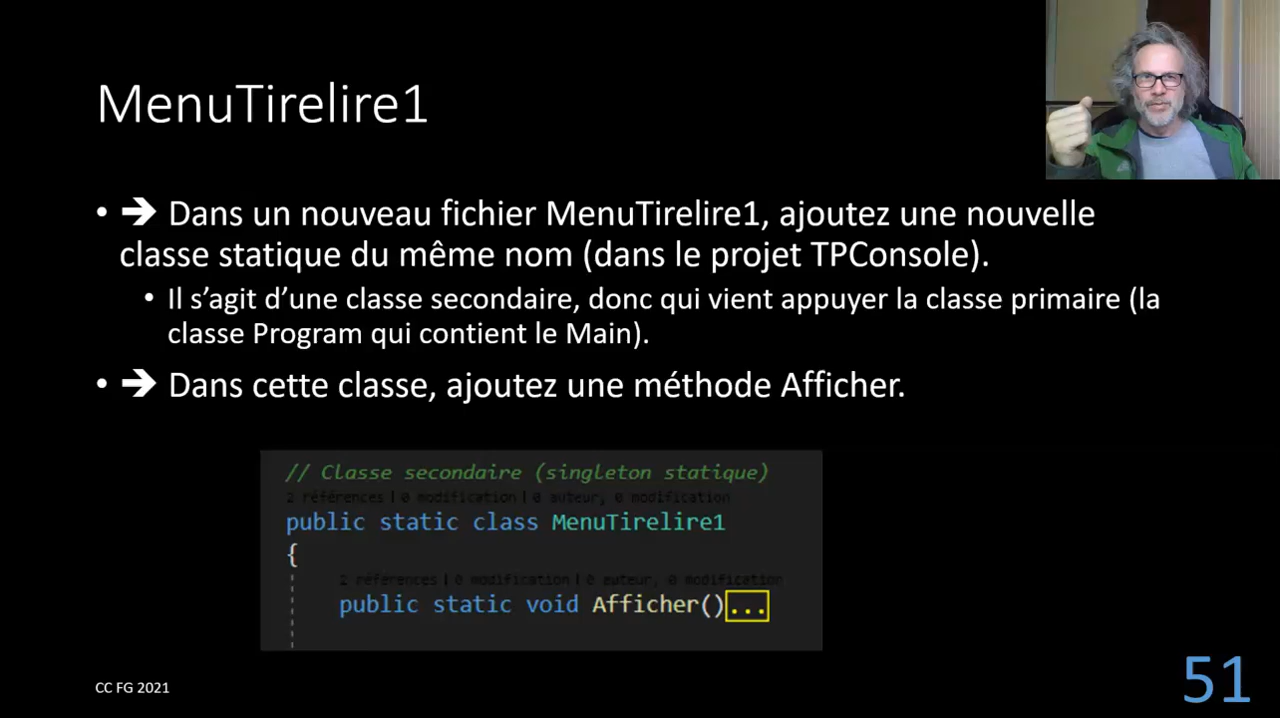 MenuTirelire1
• ➔ Dans un nouveau fichier MenuTirelire1, ajoutez une nouvelle
classe statique du même nom (dans le projet TPConsole).
• Il s’agit d’une classe secondaire, donc qui vient appuyer la classe primaire (la
classe Program qui contient le Main).
• ➔ Dans cette classe, ajoutez une méthode Afficher.
// Classe secondaire (singleton statique)
2 références | 0 modification | 0 auteur, 0 modification
public static class MenuTirelire1
{
2 références | 0 modification | 0 auteur, 0 modification
public static void Afficher()...
CC FG 2021
51